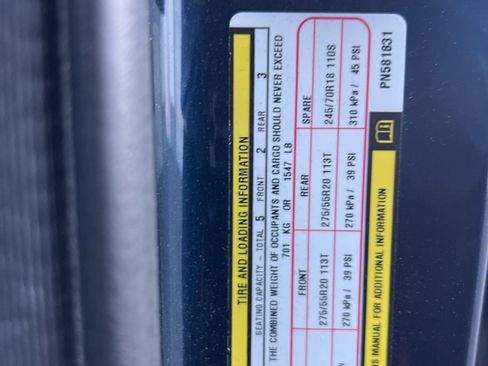 TIRE AND LOADING INFORMATION
SEATING CAPACITY – TOTAL 5 FRONT 2 REAR 3
THE COMBINED WEIGHT OF OCCUPANTS AND CARGO SHOULD NEVER EXCEED
701 KG OR 1547 LB
FRONT REAR SPARE
275/55R20 113T 275/55R20 113T 245/70R18 110S
270 kPa / 39 PSI 270 kPa / 39 PSI 310 kPa / 45 PSI
MANUAL FOR ADDITIONAL INFORMATION
PN581831